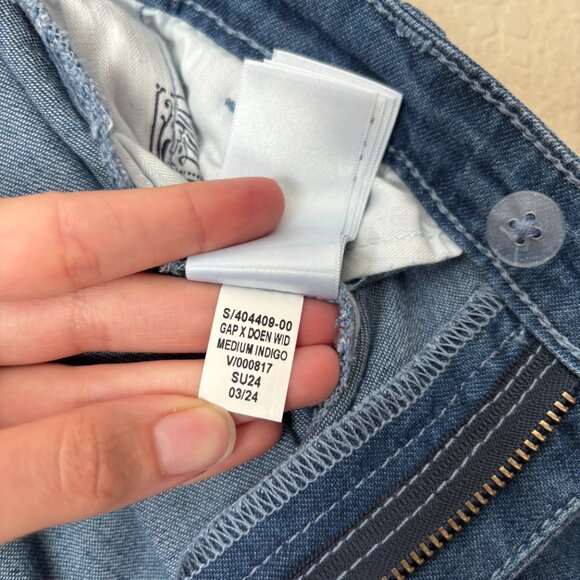 S/404409-00
GAP X DOEN WID
MEDIUM INDIGO
V/000817
SU24
03/24